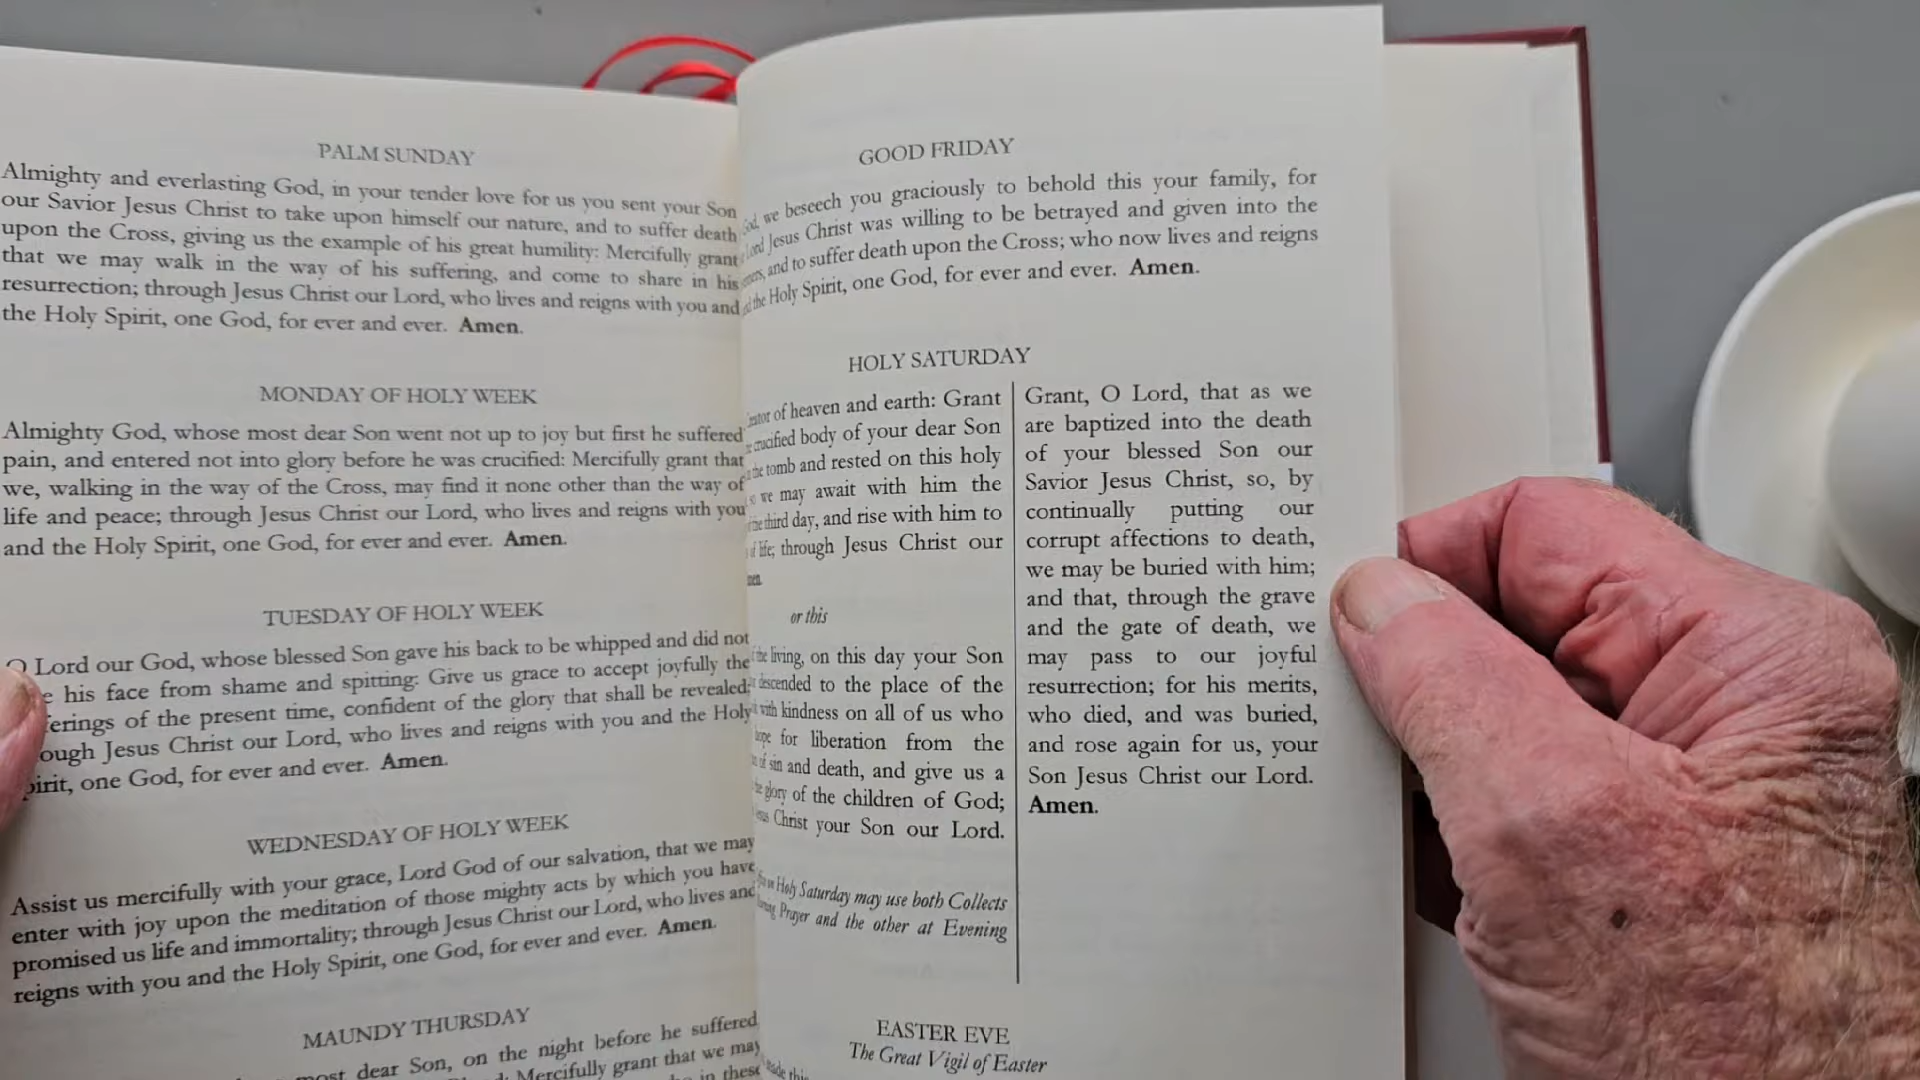 PALM SUNDAY
Almighty and everlasting God, in your tender love for us you sent your Son
our Savior Jesus Christ to take upon himself our nature, and to suffer death
upon the Cross, giving us the example of his great humility: Mercifully grant
that we may walk in the way of his suffering, and come to share in his
resurrection; through Jesus Christ our Lord, who lives and reigns with you and
the Holy Spirit, one God, for ever and ever. Amen.
MONDAY OF HOLY WEEK
Almighty God, whose most dear Son went not up to joy but first he suffered
pain, and entered not into glory before he was crucified: Mercifully grant that
we, walking in the way of the Cross, may find it none other than the way of
life and peace; through Jesus Christ our Lord, who lives and reigns with you
and the Holy Spirit, one God, for ever and ever. Amen.
TUESDAY OF HOLY WEEK
O Lord our God, whose blessed Son gave his back to be whipped and did not
his face from shame and spitting: Give us grace to accept joyfully the
erings of the present time, confident of the glory that shall be revealed;
ough Jesus Christ our Lord, who lives and reigns with you and the Holy
pirit, one God, for ever and ever. Amen.
WEDNESDAY OF HOLY WEEK
Assist us mercifully with your grace, Lord God of our salvation, that we may
enter with joy upon the meditation of those mighty acts by which you have
promised us life and immortality; through Jesus Christ our Lord, who lives and
reigns with you and the Holy Spirit, one God, for ever and ever. Amen.
MAUNDY THURSDAY
most dear Son, on the night before he suffered
Mercifully grant that we may
in these
GOOD FRIDAY
God, we beseech you graciously to behold this your family, for
Lord Jesus Christ was willing to be betrayed and given into the
and to suffer death upon the Cross; who now lives and reigns
the Holy Spirit, one God, for ever and ever. Amen.
HOLY SATURDAY
of heaven and earth: Grant
crucified body of your dear Son
the tomb and rested on this holy
we may await with him the
the third day, and rise with him to
life; through Jesus Christ our
or this
the living, on this day your Son
descended to the place of the
with kindness on all of us who
hope for liberation from the
of sin and death, and give us a
the glory of the children of God;
Christ your Son our Lord.
Holy Saturday may use both Collects
Prayer and the other at Evening
Grant, O Lord, that as we
are baptized into the death
of your blessed Son our
Savior Jesus Christ, so, by
continually putting our
corrupt affections to death,
we may be buried with him;
and that, through the grave
and the gate of death, we
may pass to our joyful
resurrection; for his merits,
who died, and was buried,
and rose again for us, your
Son Jesus Christ our Lord.
Amen.
EASTER EVE
The Great Vigil of Easter